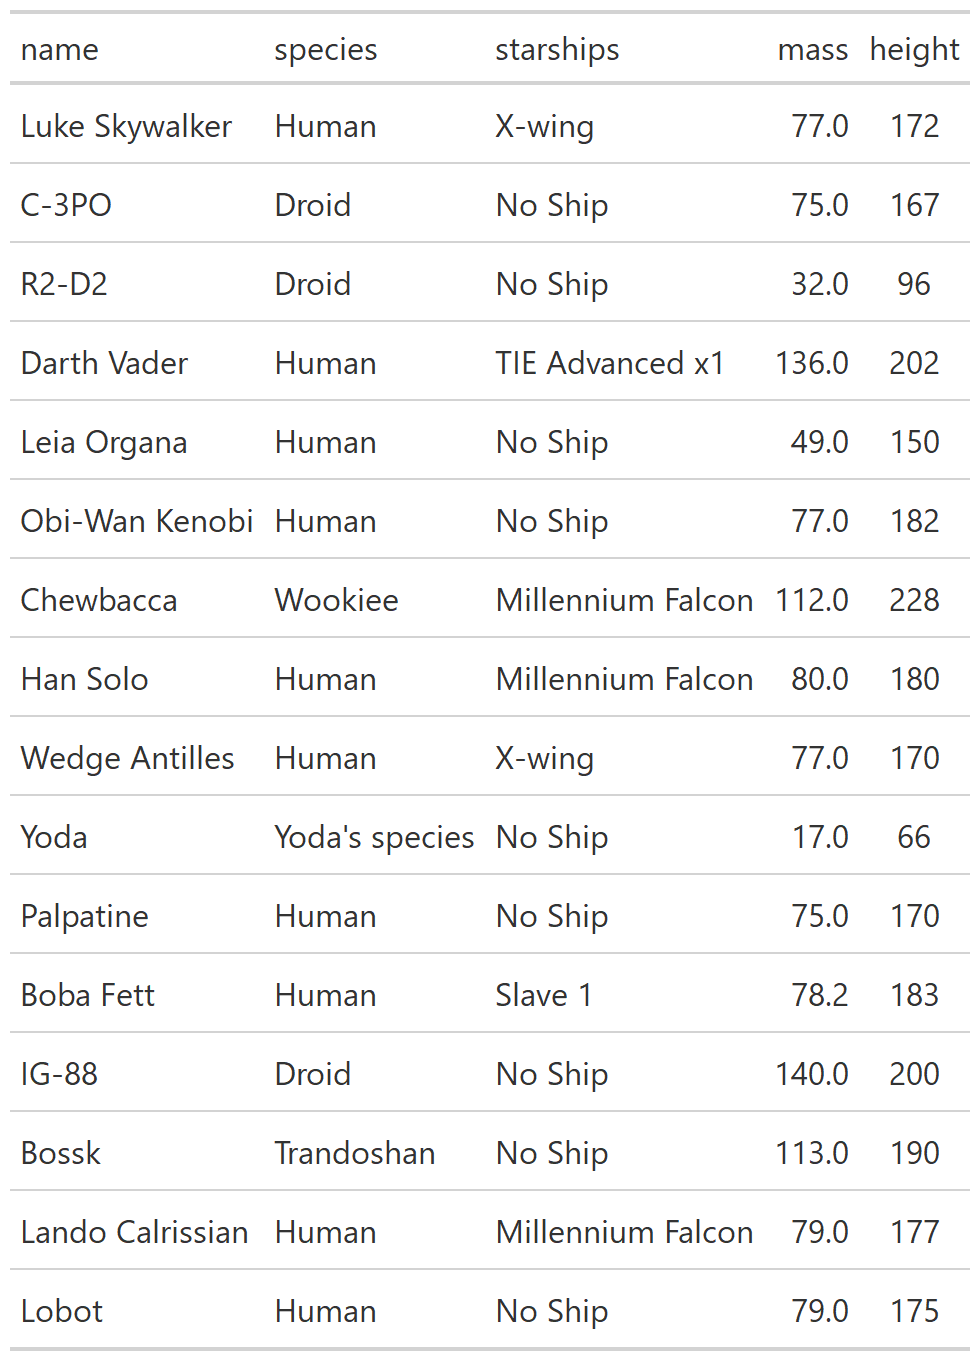 name species starships mass height
Luke Skywalker Human X-wing 77.0 172
C-3PO Droid No Ship 75.0 167
R2-D2 Droid No Ship 32.0 96
Darth Vader Human TIE Advanced x1 136.0 202
Leia Organa Human No Ship 49.0 150
Obi-Wan Kenobi Human No Ship 77.0 182
Chewbacca Wookiee Millennium Falcon 112.0 228
Han Solo Human Millennium Falcon 80.0 180
Wedge Antilles Human X-wing 77.0 170
Yoda Yoda's species No Ship 17.0 66
Palpatine Human No Ship 75.0 170
Boba Fett Human Slave 1 78.2 183
IG-88 Droid No Ship 140.0 200
Bossk Trandoshan No Ship 113.0 190
Lando Calrissian Human Millennium Falcon 79.0 177
Lobot Human No Ship 79.0 175